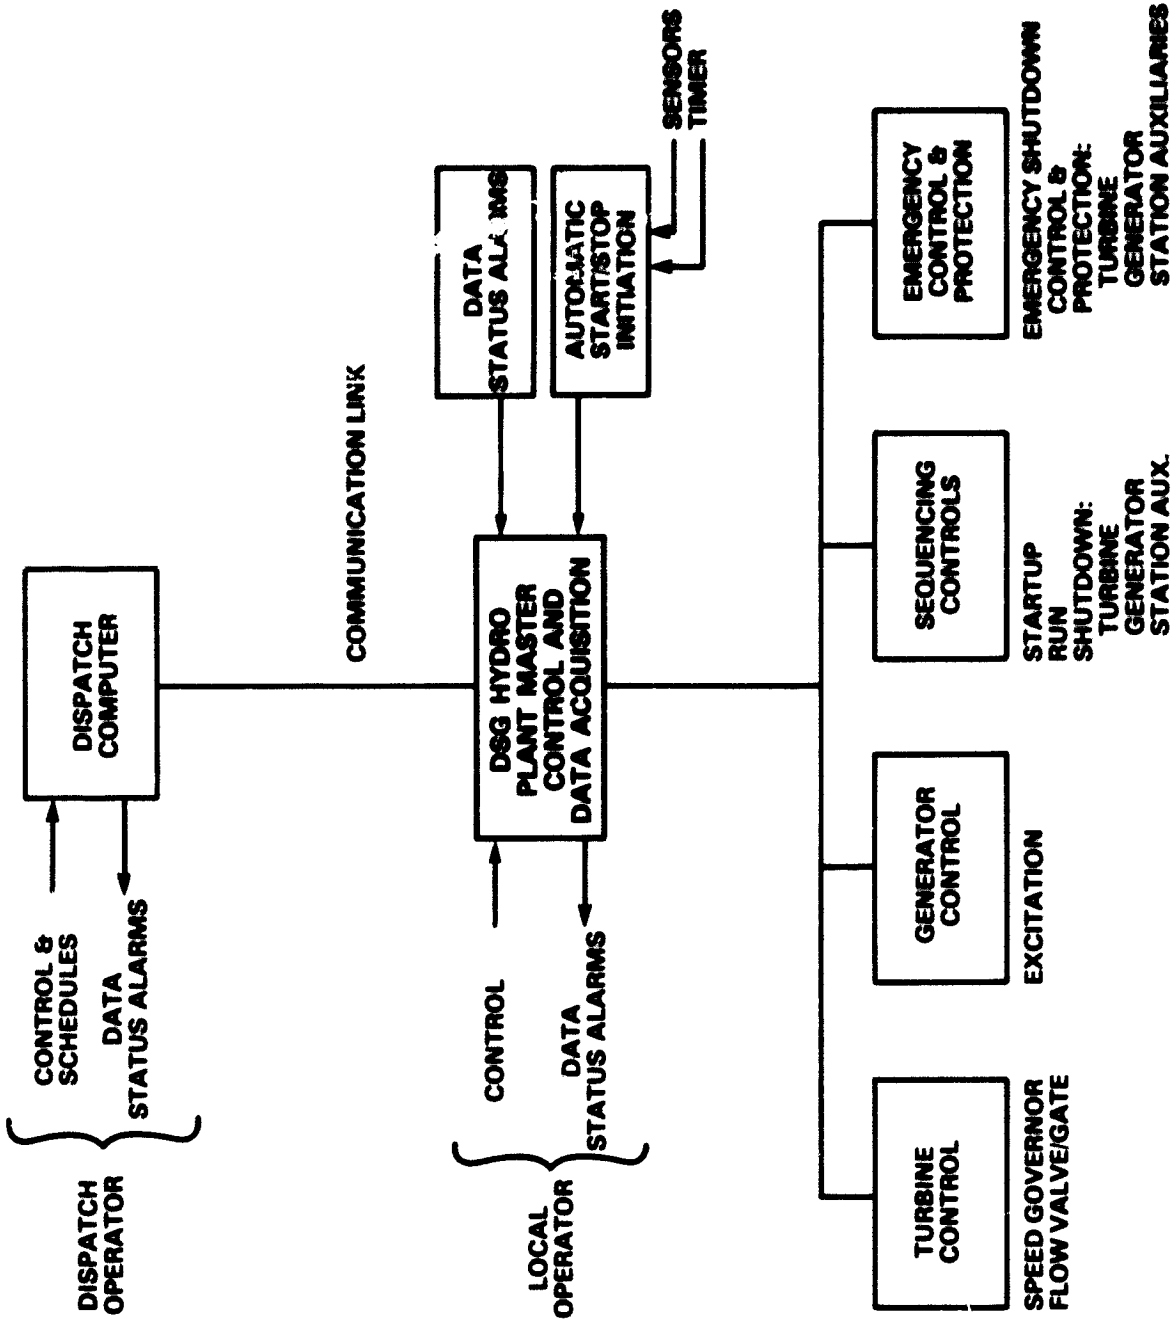 DISPATCH
OPERATOR
CONTROL &
SCHEDULES
DATA
STATUS ALARMS
DISPATCH
COMPUTER
COMMUNICATION LINK
LOCAL
OPERATOR
CONTROL
DATA
STATUS ALARMS
DSG HYDRO
PLANT MASTER
CONTROL AND
DATA ACQUISITION
DATA
STATUS ALARMS
AUTOMATIC
START/STOP
INITIATION
SENSORS
TIMER
TURBINE
CONTROL
SPEED GOVERNOR
FLOW VALVE/GATE
GENERATOR
CONTROL
EXCITATION
SEQUENCING
CONTROLS
STARTUP
RUN
SHUTDOWN:
TURBINE
GENERATOR
STATION AUX.
EMERGENCY
CONTROL &
PROTECTION
EMERGENCY SHUTDOWN
CONTROL &
PROTECTION:
TURBINE
GENERATOR
STATION AUXILIARIES